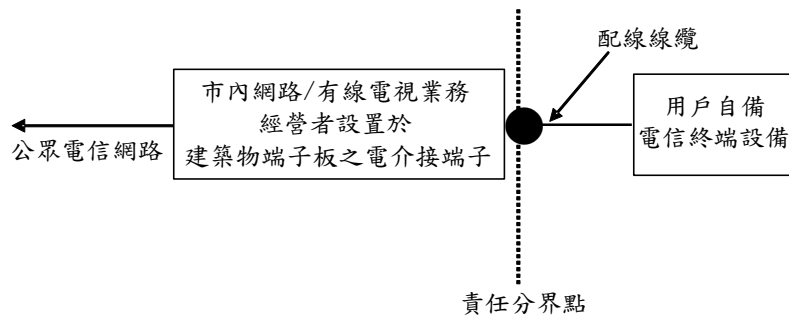 配線線纜
市內網路/有線電視業務
經營者設置於
建築物端子板之電介接端子
用戶自備
電信終端設備
公眾電信網路
責任分界點